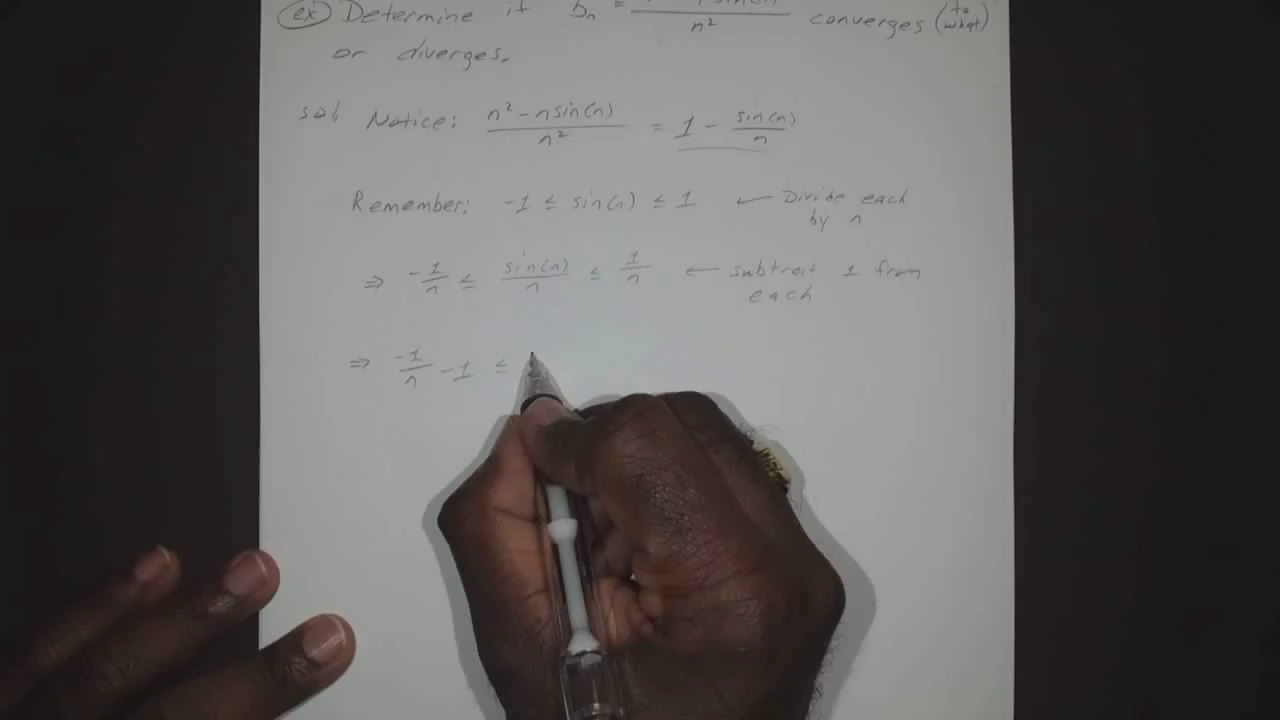 ex Determine if bₙ = n² converges (to what)
or diverges.
sol Notice: n² - n sin(n) / n² = 1 - sin(n) / n
Remember: -1 ≤ sin(n) ≤ 1 ← Divide each by n
⇒ -1/n ≤ sin(n)/n ≤ 1/n ← subtract 1 from each
⇒ -1/n - 1 ≤